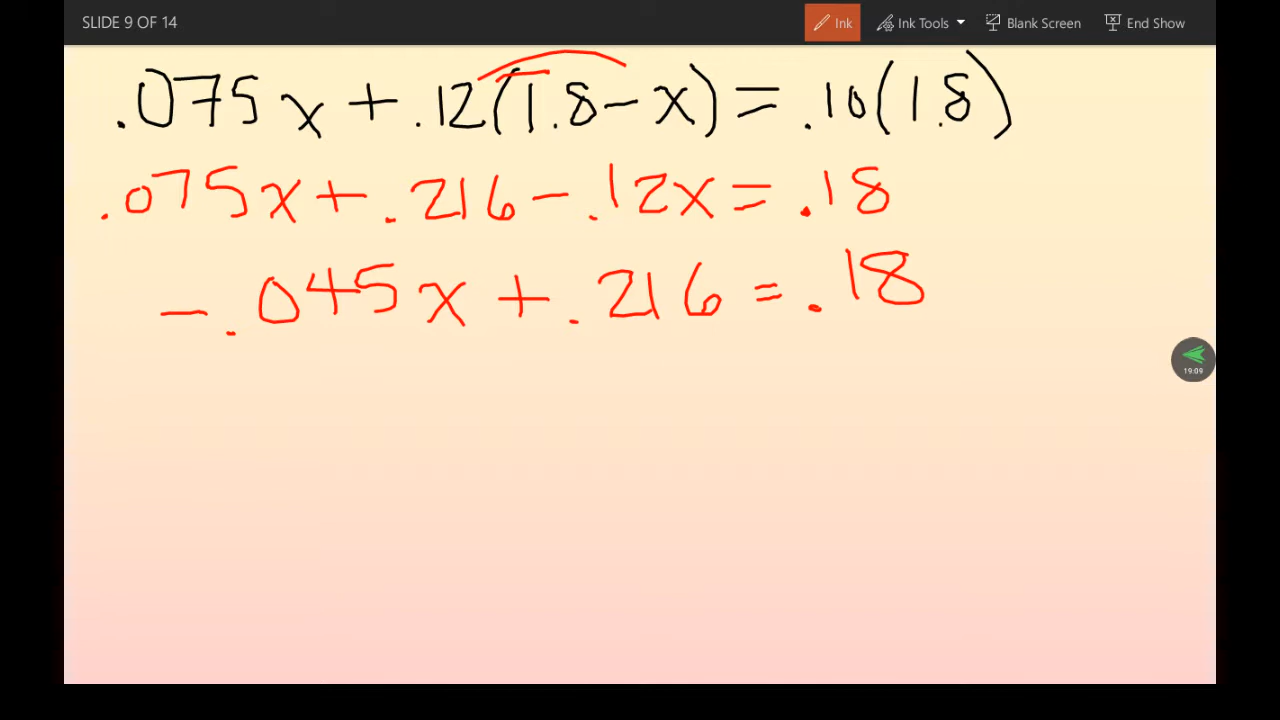 SLIDE 9 OF 14
Ink
Ink Tools
Blank Screen
End Show
.075x + .12(1.8 - x) = .10(1.8)
.075x + .216 - .12x = .18
- .045x + .216 = .18
19:09